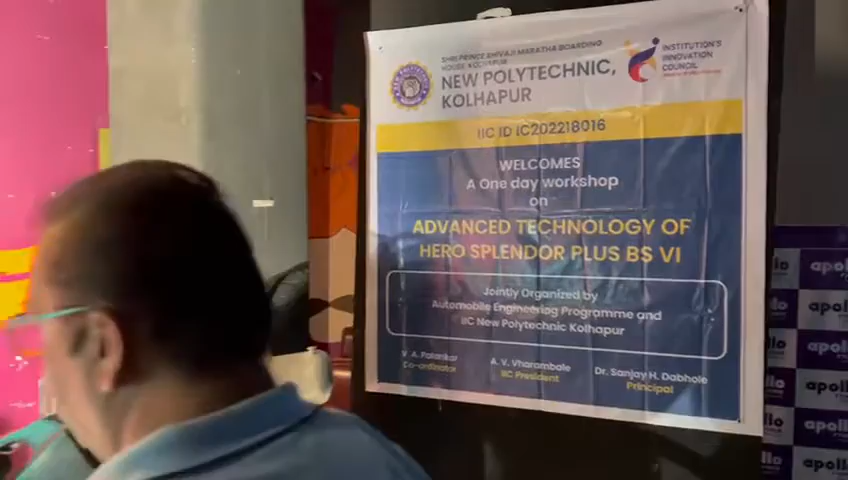 SHRI PRINCE SHIVAJI MARATHA BOARDING
HOUSE KOLHAPUR
NEW POLYTECHNIC,
KOLHAPUR
INSTITUTION'S
INNOVATION
COUNCIL
IIC ID IC202218016
WELCOMES
A One day workshop
on
ADVANCED TECHNOLOGY OF
HERO SPLENDOR PLUS BS VI
Jointly Organized by
Automobile Engineering Programme and
IIC New Polytechnic Kolhapur
V. A. Patankar
Co-ordinator
A. V. Vharambale
IIC President
Dr. Sanjay H. Dabhole
Principal
apollo
apollo
apollo
apollo
apollo
apollo